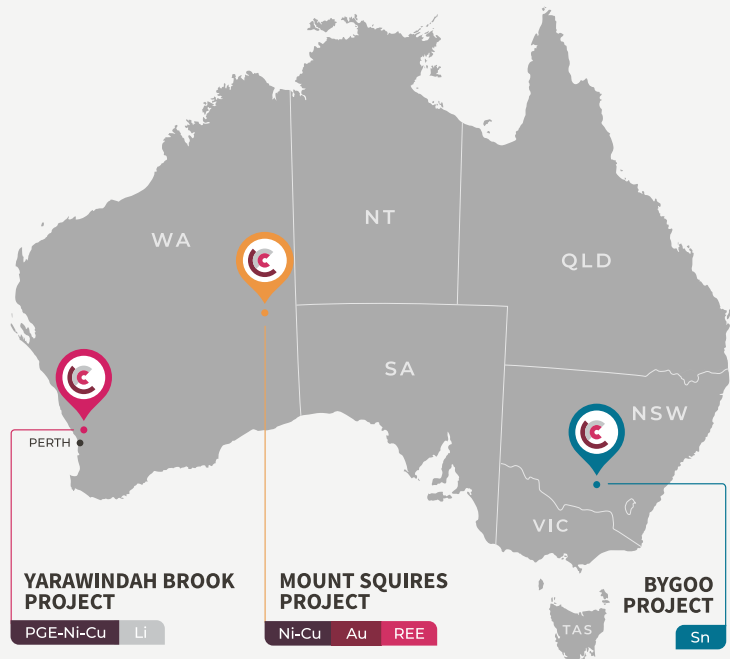 NT
WA
QLD
SA
NSW
PERTH
VIC
YARAWINDAH BROOK
PROJECT
PGE-Ni-Cu Li
MOUNT SQUIRES
PROJECT
Ni-Cu Au REE
BYGOO
PROJECT
Sn
TAS